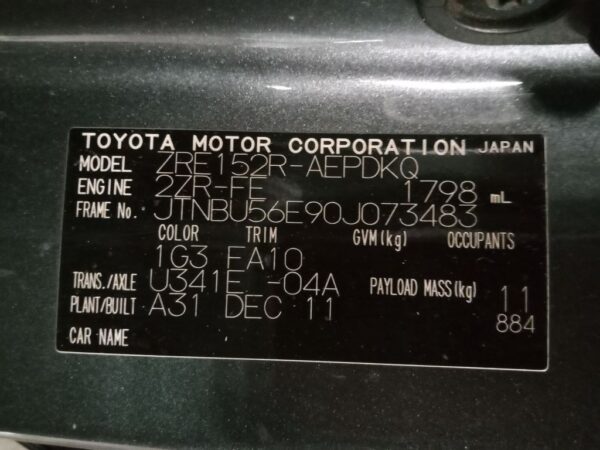 TOYOTA MOTOR CORPORATION JAPAN
MODEL ZRE152R-AEPDKQ
ENGINE 2ZR-FE 1798 mL
FRAME No. JTNBU56E90J073483
COLOR TRIM GVM(kg) OCCUPANTS
1G3 FA10
TRANS./AXLE U341E -04A PAYLOAD MASS(kg) 11
PLANT/BUILT A31 DEC 11 884
CAR NAME